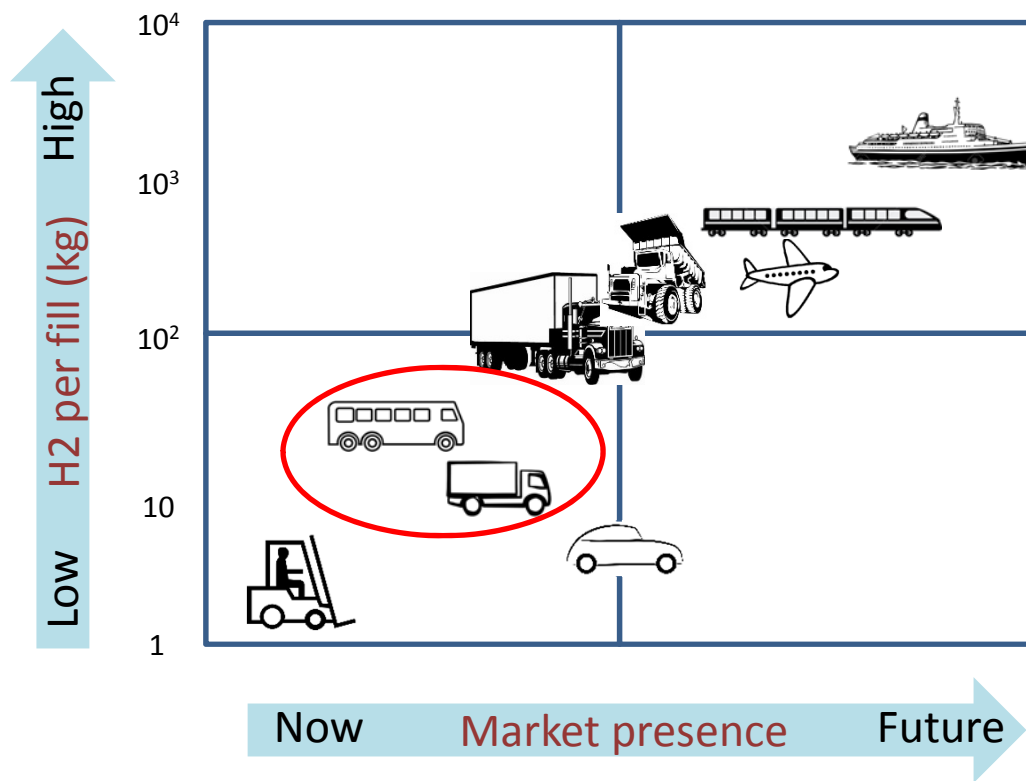 High
H2 per fill (kg)
Low
10⁴
10³
10²
10
1
Now
Market presence
Future